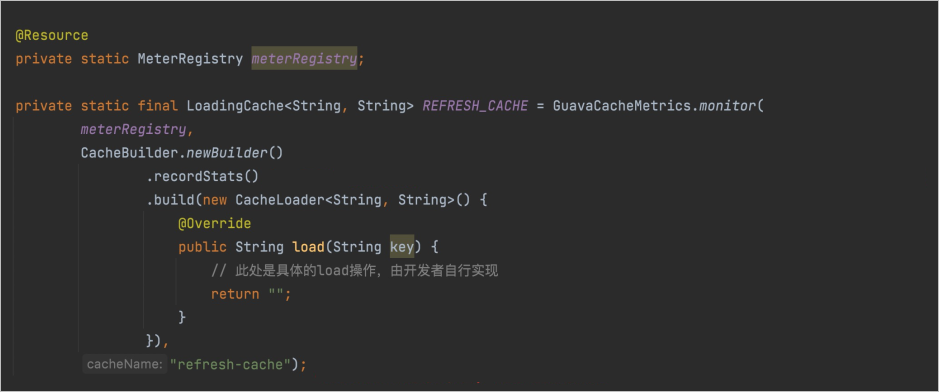 @Resource
private static MeterRegistry meterRegistry;
private static final LoadingCache<String, String> REFRESH_CACHE = GuavaCacheMetrics.monitor(
meterRegistry,
CacheBuilder.newBuilder()
.recordStats()
.build(new CacheLoader<String, String>() {
@Override
public String load(String key) {
// 此处是具体的load操作，由开发者自行实现
return "";
}
}),
cacheName: "refresh-cache");